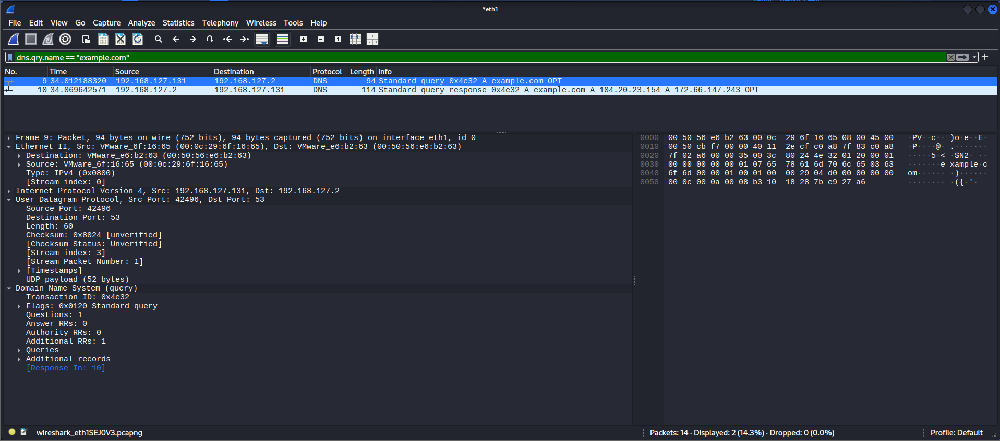 *eth1
File Edit View Go Capture Analyze Statistics Telephony Wireless Tools Help
dns.qry.name == "example.com"
No. Time Source Destination Protocol Length Info
9 34.012188320 192.168.127.131 192.168.127.2 DNS 94 Standard query 0x4e32 A example.com OPT
10 34.069642571 192.168.127.2 192.168.127.131 DNS 114 Standard query response 0x4e32 A example.com A 104.20.23.154 A 172.66.147.243 OPT
Frame 9: Packet, 94 bytes on wire (752 bits), 94 bytes captured (752 bits) on interface eth1, id 0
Ethernet II, Src: VMware_6f:16:65 (00:0c:29:6f:16:65), Dst: VMware_e6:b2:63 (00:50:56:e6:b2:63)
Destination: VMware_e6:b2:63 (00:50:56:e6:b2:63)
Source: VMware_6f:16:65 (00:0c:29:6f:16:65)
Type: IPv4 (0x0800)
[Stream index: 0]
Internet Protocol Version 4, Src: 192.168.127.131, Dst: 192.168.127.2
User Datagram Protocol, Src Port: 42496, Dst Port: 53
Source Port: 42496
Destination Port: 53
Length: 60
Checksum: 0x8024 [unverified]
[Checksum Status: Unverified]
[Stream index: 3]
[Stream Packet Number: 1]
[Timestamps]
UDP payload (52 bytes)
Domain Name System (query)
Transaction ID: 0x4e32
Flags: 0x0120 Standard query
Questions: 1
Answer RRs: 0
Authority RRs: 0
Additional RRs: 1
Queries
Additional records
[Response In: 10]
0000 00 50 56 e6 b2 63 00 0c 29 6f 16 65 08 00 45 00 ·PV··c·· )o·e··E·
0010 00 50 cb f7 00 00 40 11 2e cf c0 a8 7f 83 c0 a8 ·P····@· .·······
0020 7f 02 a6 00 00 35 00 3c 80 24 4e 32 01 20 00 01 ·····5·< ·$N2· ··
0030 00 00 00 00 00 01 07 65 78 61 6d 70 6c 65 03 63 ·······e xample·c
0040 6f 6d 00 00 01 00 01 00 00 29 04 d0 00 00 00 00 om······ ·)······
0050 00 0c 00 0a 00 08 b3 10 18 28 7b e9 27 a6 ········ ·({·'·
wireshark_eth1SEJ0V3.pcapng
Packets: 14 · Displayed: 2 (14.3%) · Dropped: 0 (0.0%)
Profile: Default